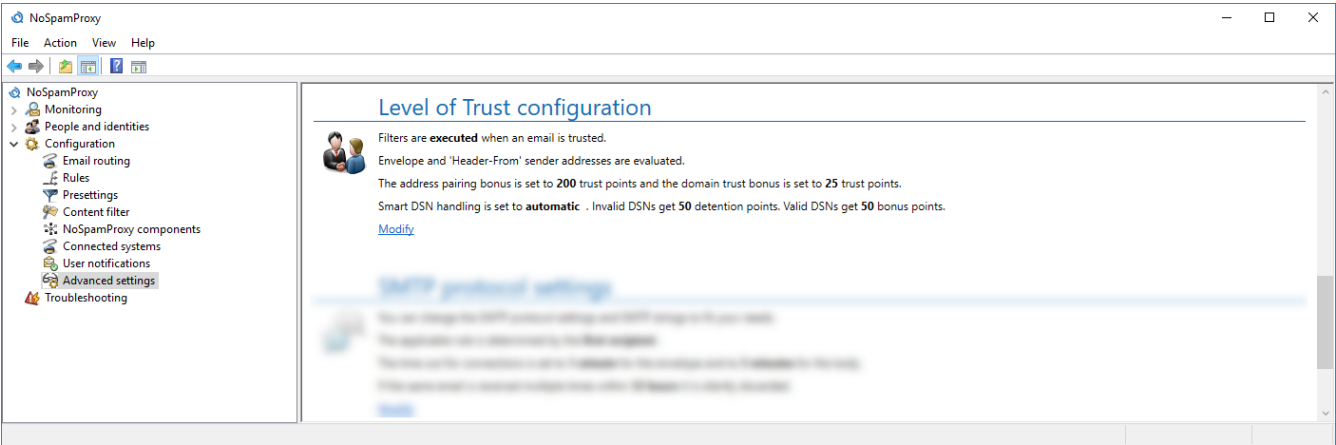 NoSpamProxy
File Action View Help
NoSpamProxy
Monitoring
People and identities
Configuration
Email routing
Rules
Presettings
Content filter
NoSpamProxy components
Connected systems
User notifications
Advanced settings
Troubleshooting
Level of Trust configuration
Filters are executed when an email is trusted.
Envelope and 'Header-From' sender addresses are evaluated.
The address pairing bonus is set to 200 trust points and the domain trust bonus is set to 25 trust points.
Smart DSN handling is set to automatic . Invalid DSNs get 50 detention points. Valid DSNs get 50 bonus points.
Modify
SMTP protocol settings